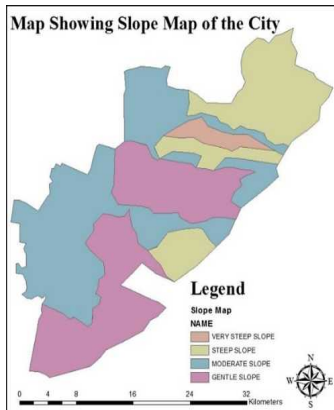 Map Showing Slope Map of the City
Legend
Slope Map
NAME
VERY STEEP SLOPE
STEEP SLOPE
MODERATE SLOPE
GENTLE SLOPE
N
W E
S
0 4 8 16 24 32
Kilometers